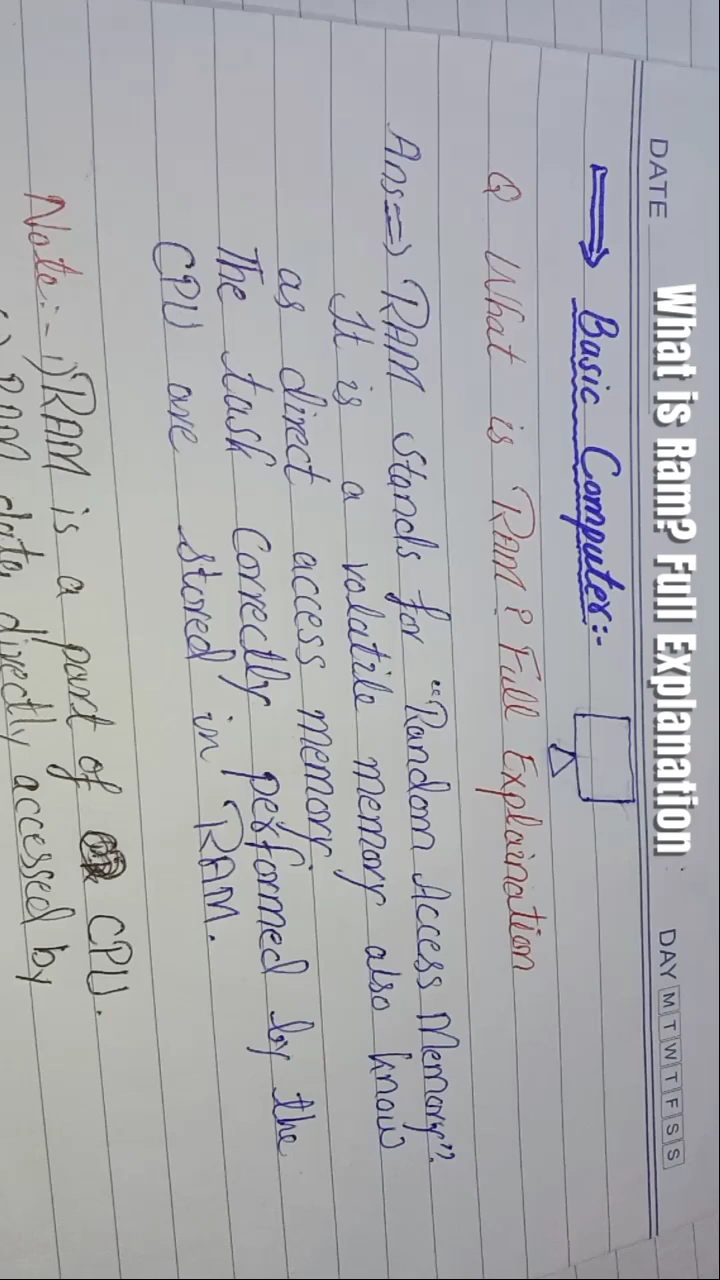 What is Ram? Full Explanation
DATE
DAY M T W T F S S
Basic Computer:-
Q What is RAM? Full Explaination
Ans=> RAM stands for "Random Access Memory".
It is a volatile memory also know
as direct access memory
The task correctly performed by the
CPU are stored in RAM.
Note:- 1) RAM is a part of CPU.
RAM data directly accessed by